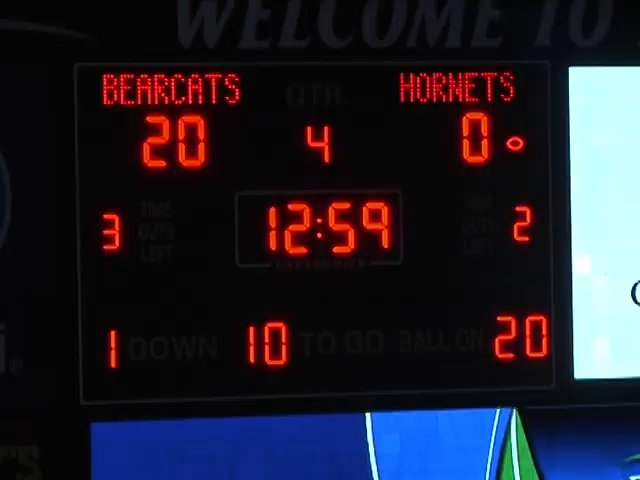 WELCOME TO
BEARCATS QTR HORNETS
20 4 0
3 TIME OUTS LEFT 12:59 TIME OUTS LEFT 2
DAKTRONICS
1 DOWN 10 TO GO BALL ON 20